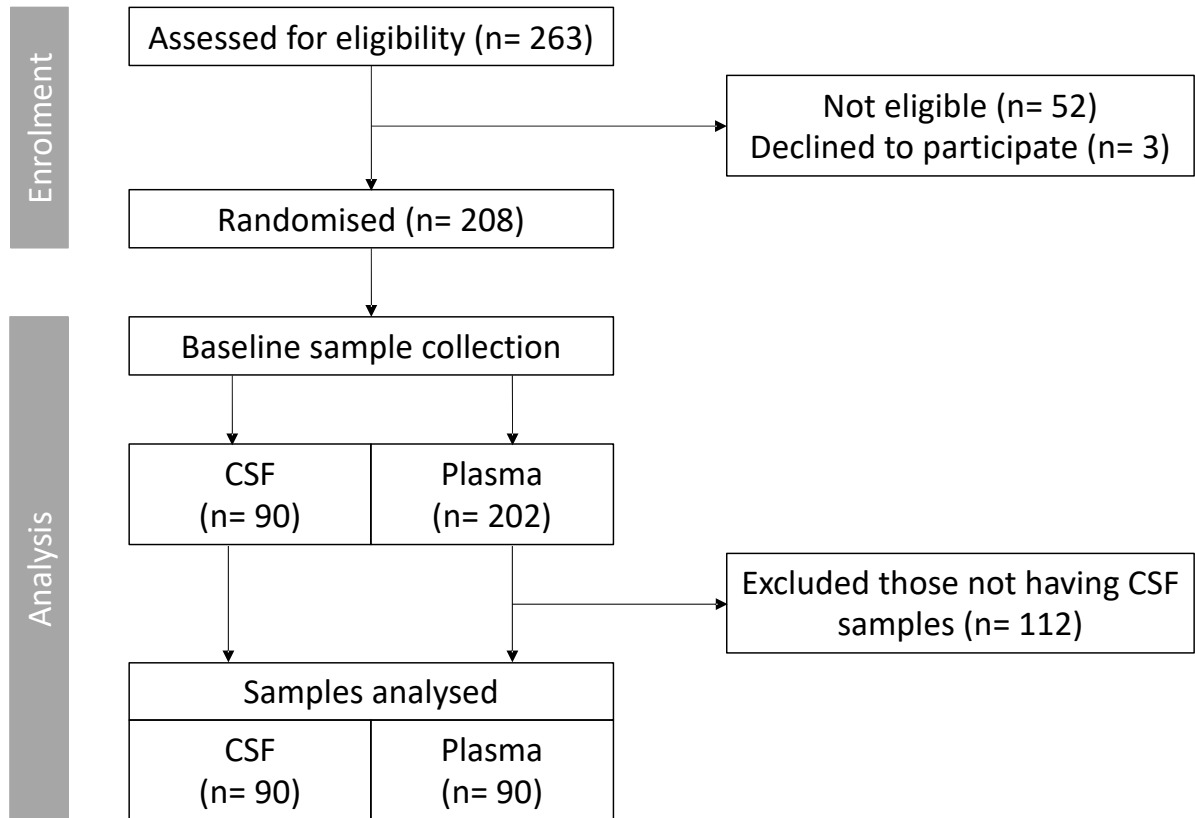 Enrolment
Assessed for eligibility (n= 263)
Not eligible (n= 52)
Declined to participate (n= 3)
Randomised (n= 208)
Analysis
Baseline sample collection
CSF
(n= 90)
Plasma
(n= 202)
Excluded those not having CSF
samples (n= 112)
Samples analysed
CSF
(n= 90)
Plasma
(n= 90)